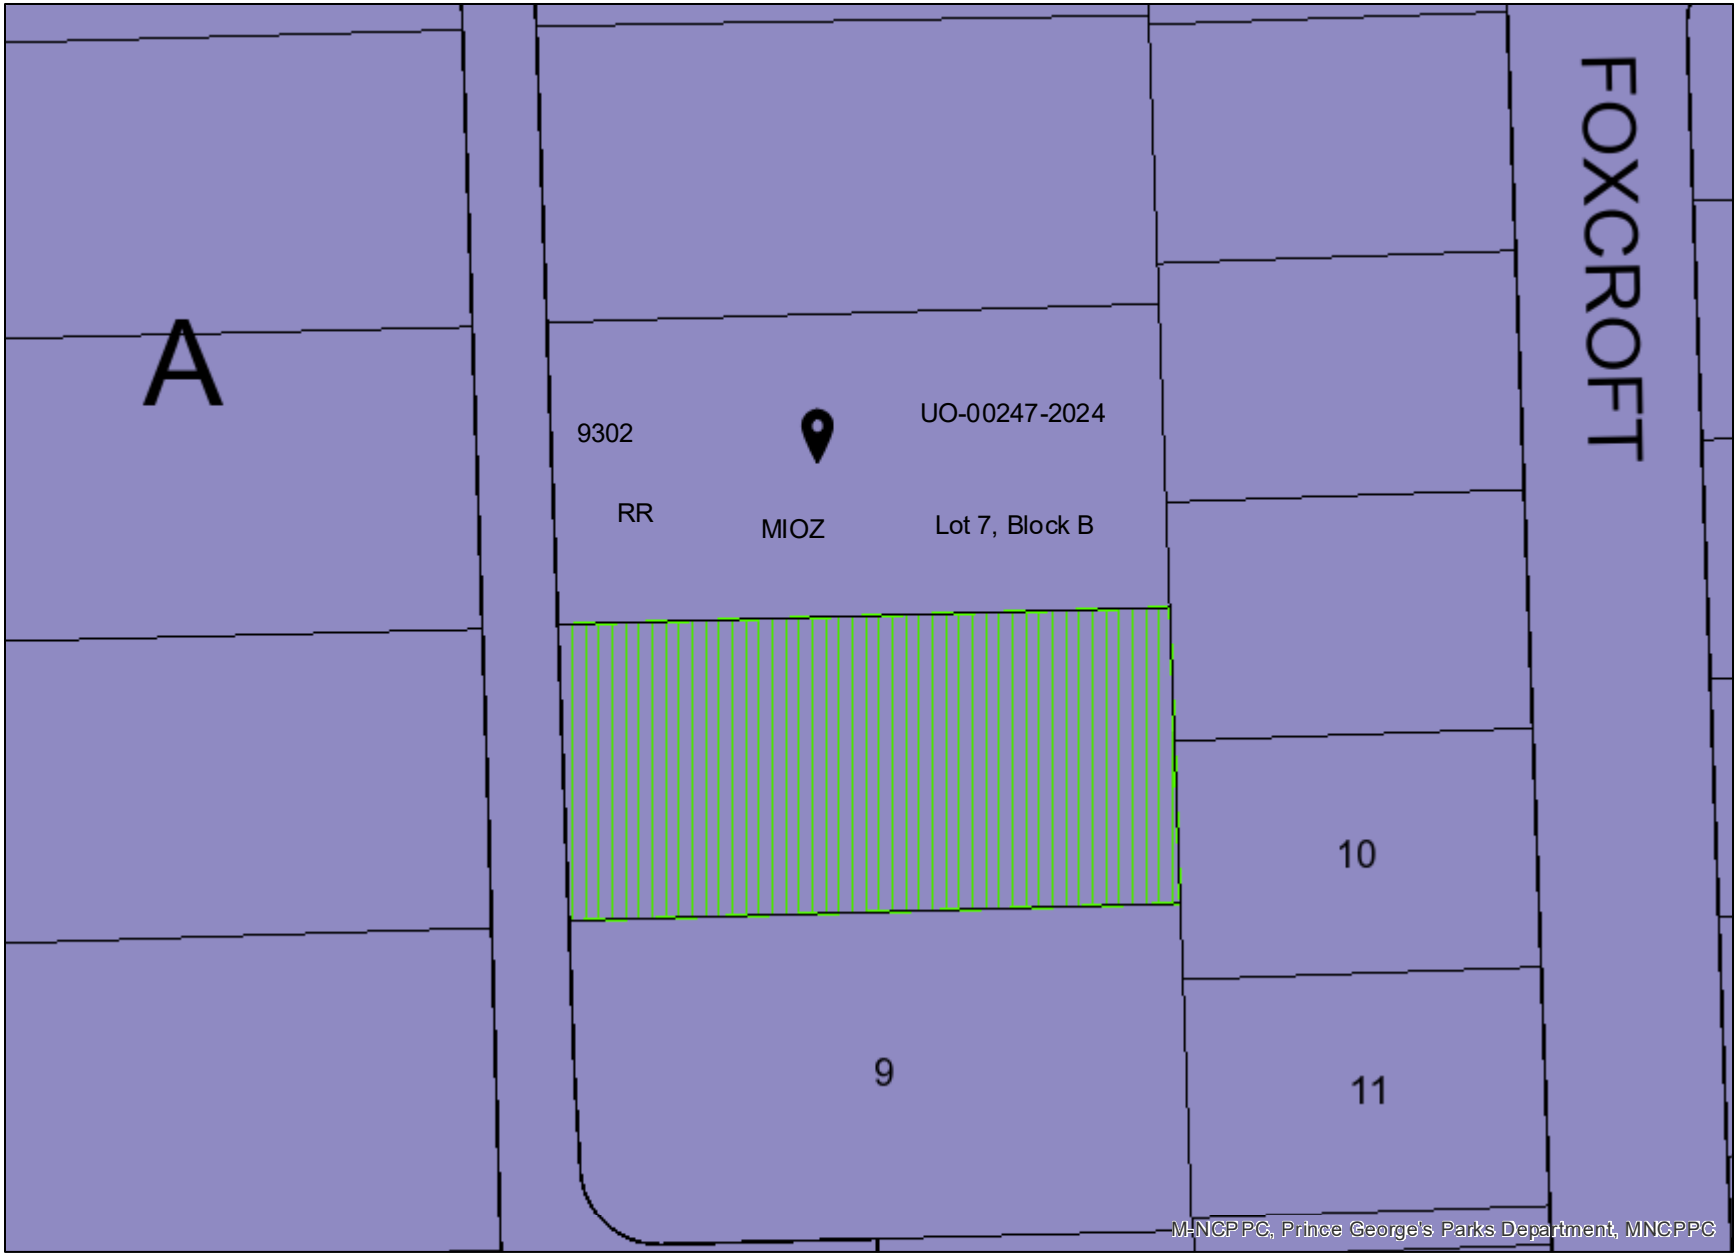 FOXCROFT
A
9302
UO-00247-2024
RR
MIOZ
Lot 7, Block B
10
9
11
M-NCPPC, Prince George's Parks Department, MNCPPC